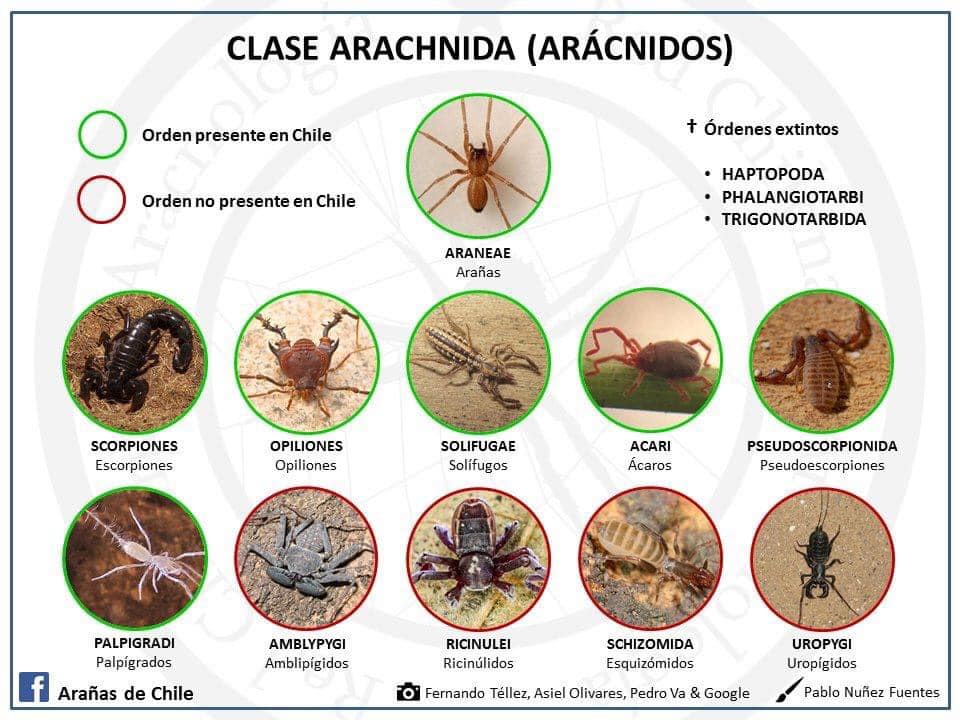 CLASE ARACHNIDA (ARÁCNIDOS)
Orden presente en Chile
Orden no presente en Chile
† Órdenes extintos
• HAPTOPODA
• PHALANGIOTARBI
• TRIGONOTARBIDA
ARANEAE
Arañas
SCORPIONES
Escorpiones
OPILIONES
Opiliones
SOLIFUGAE
Solífugos
ACARI
Ácaros
PSEUDOSCORPIONIDA
Pseudoescorpiones
PALPIGRADI
Palpígrados
AMBLYPYGI
Amblipígidos
RICINULEI
Ricinúlidos
SCHIZOMIDA
Esquizómidos
UROPYGI
Uropígidos
f Arañas de Chile
Fernando Téllez, Asiel Olivares, Pedro Va & Google
Pablo Nuñez Fuentes